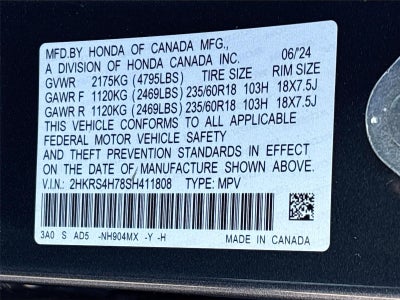 MFD.BY HONDA OF CANADA MFG.,
A DIVISION OF HONDA CANADA INC. 06/24
GVWR 2175KG (4795LBS) TIRE SIZE RIM SIZE
GAWR F 1120KG (2469LBS) 235/60R18 103H 18X7.5J
GAWR R 1120KG (2469LBS) 235/60R18 103H 18X7.5J
THIS VEHICLE CONFORMS TO ALL APPLICABLE
FEDERAL MOTOR VEHICLE SAFETY
AND THEFT PREVENTION STANDARDS IN EFFECT
ON THE DATE OF MANUFACTURE SHOWN ABOVE.
V.I.N.: 2HKRS4H78SH411808 TYPE: MPV
3A0 S AD5 -NH904MX -Y -H MADE IN CANADA